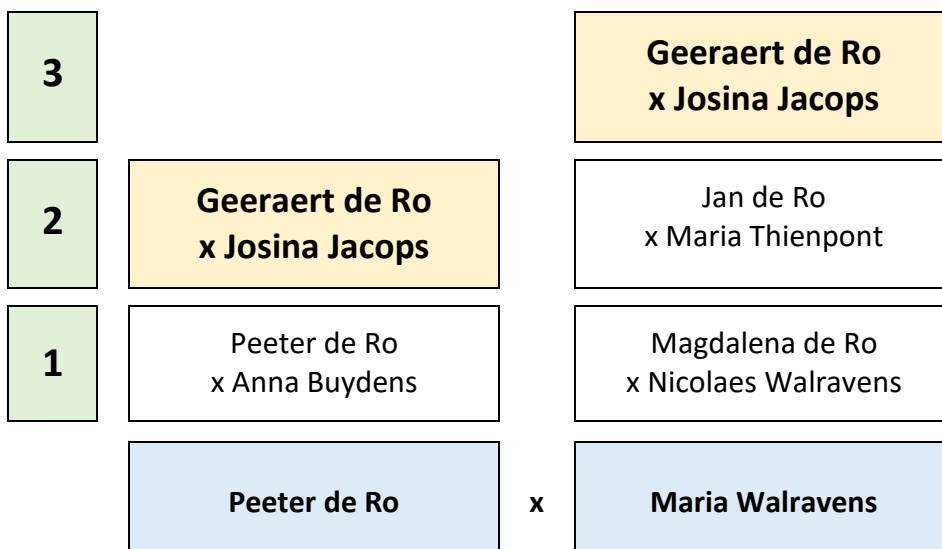 3
Geeraert de Ro
x Josina Jacops
2
Geeraert de Ro
x Josina Jacops
Jan de Ro
x Maria Thienpont
1
Peeter de Ro
x Anna Buydens
Magdalena de Ro
x Nicolaes Walravens
Peeter de Ro
x
Maria Walravens